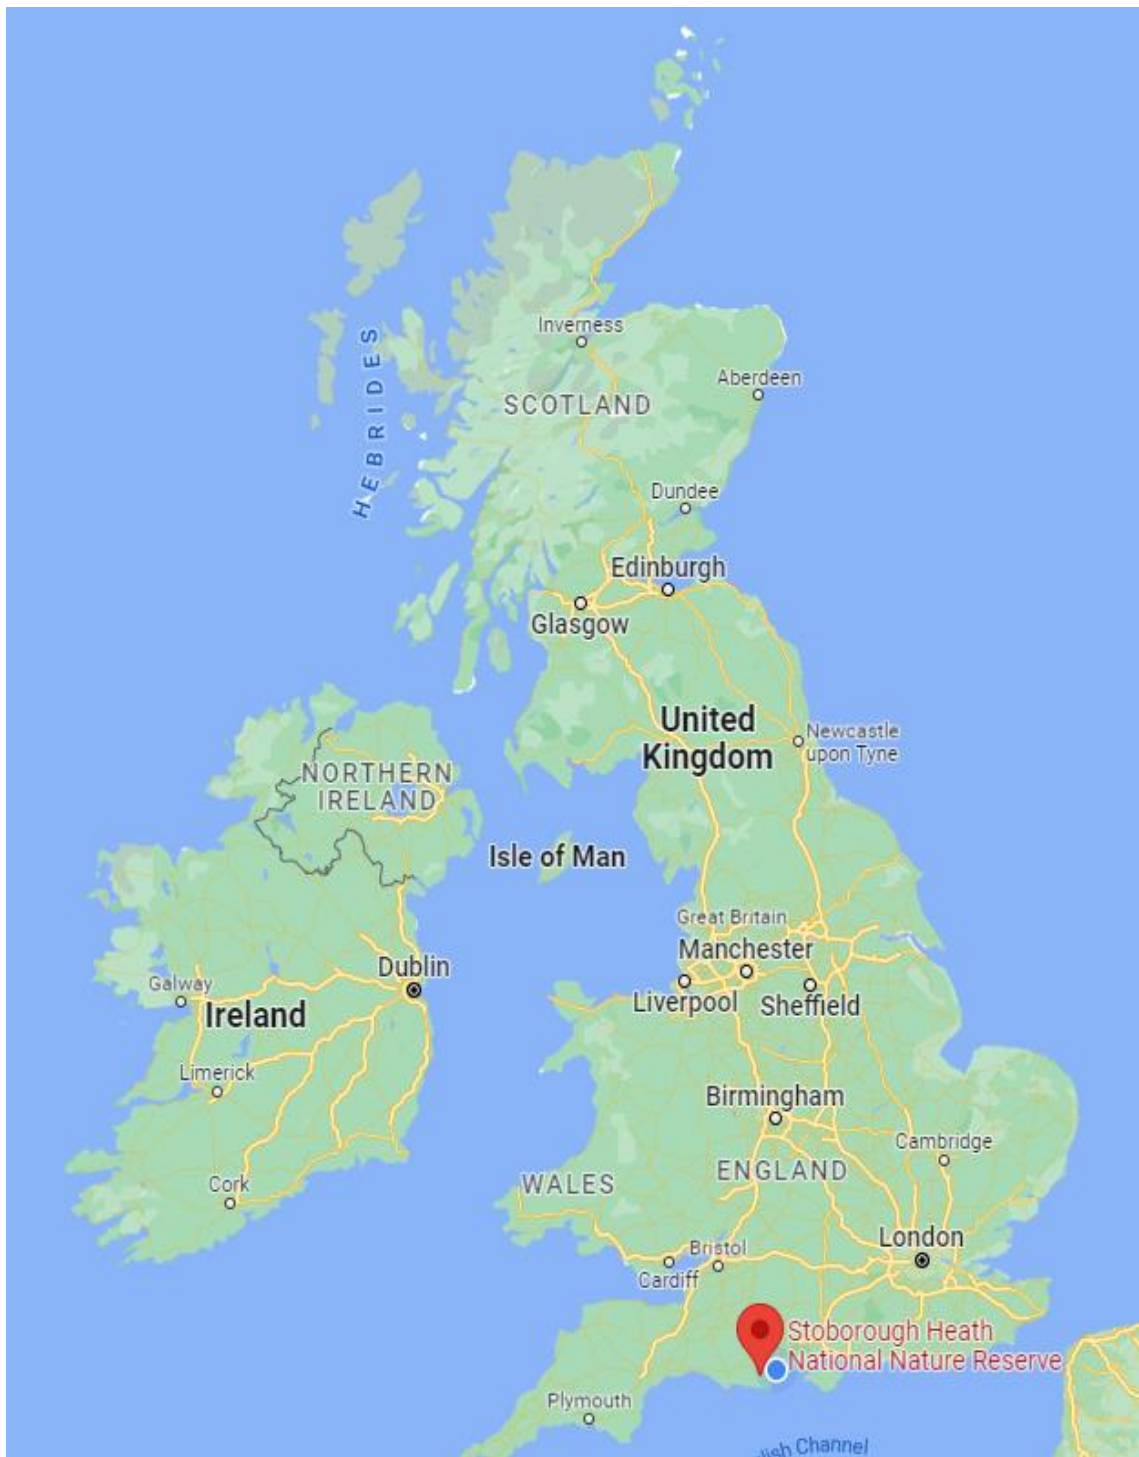 Inverness
Aberdeen
SCOTLAND
HEBRIDES
Dundee
Edinburgh
Glasgow
United
Kingdom
Newcastle
upon Tyne
NORTHERN
IRELAND
Isle of Man
Great Britain
Manchester
Dublin
Galway
Liverpool
Sheffield
Ireland
Limerick
Birmingham
Cambridge
ENGLAND
WALES
Cork
London
Bristol
Cardiff
Stoborough Heath
National Nature Reserve
Plymouth
lish Channel